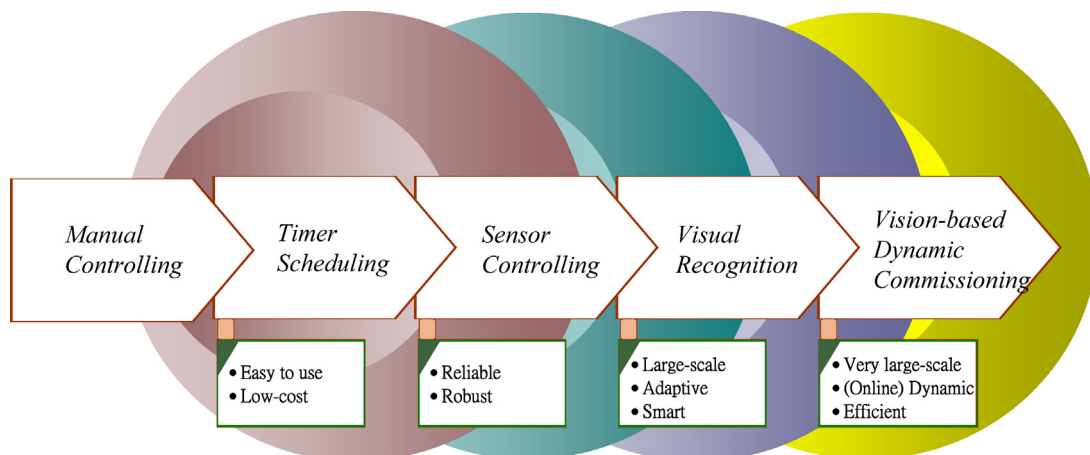 Manual
Controlling
Timer
Scheduling
Sensor
Controlling
Visual
Recognition
Vision-based
Dynamic
Commissioning
• Easy to use
• Low-cost
• Reliable
• Robust
• Large-scale
• Adaptive
• Smart
• Very large-scale
• (Online) Dynamic
• Efficient